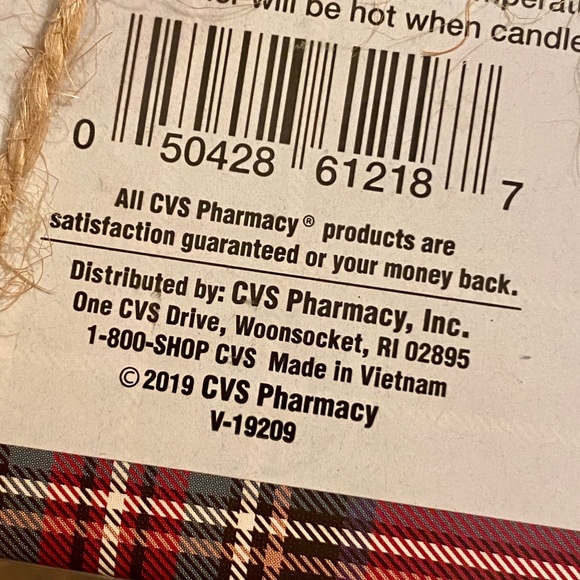 will be hot when candle
0 50428 61218 7
All CVS Pharmacy® products are
satisfaction guaranteed or your money back.
Distributed by: CVS Pharmacy, Inc.
One CVS Drive, Woonsocket, RI 02895
1-800-SHOP CVS Made in Vietnam
©2019 CVS Pharmacy
V-19209